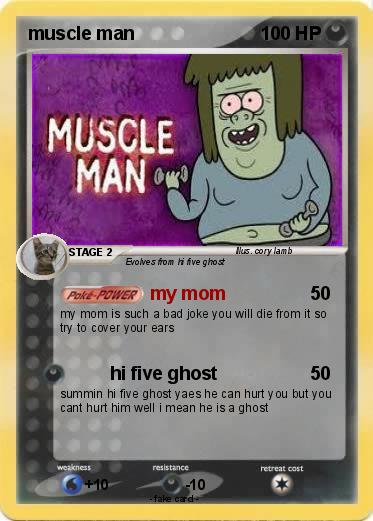 muscle man 100 HP
MUSCLE
MAN
Illus. cory lamb
STAGE 2
Evolves from hi five ghost
Poké-POWER my mom 50
my mom is such a bad joke you will die from it so
try to cover your ears
hi five ghost 50
summin hi five ghost yaes he can hurt you but you
cant hurt him well i mean he is a ghost
weakness resistance retreat cost
+10 -10
- fake card -